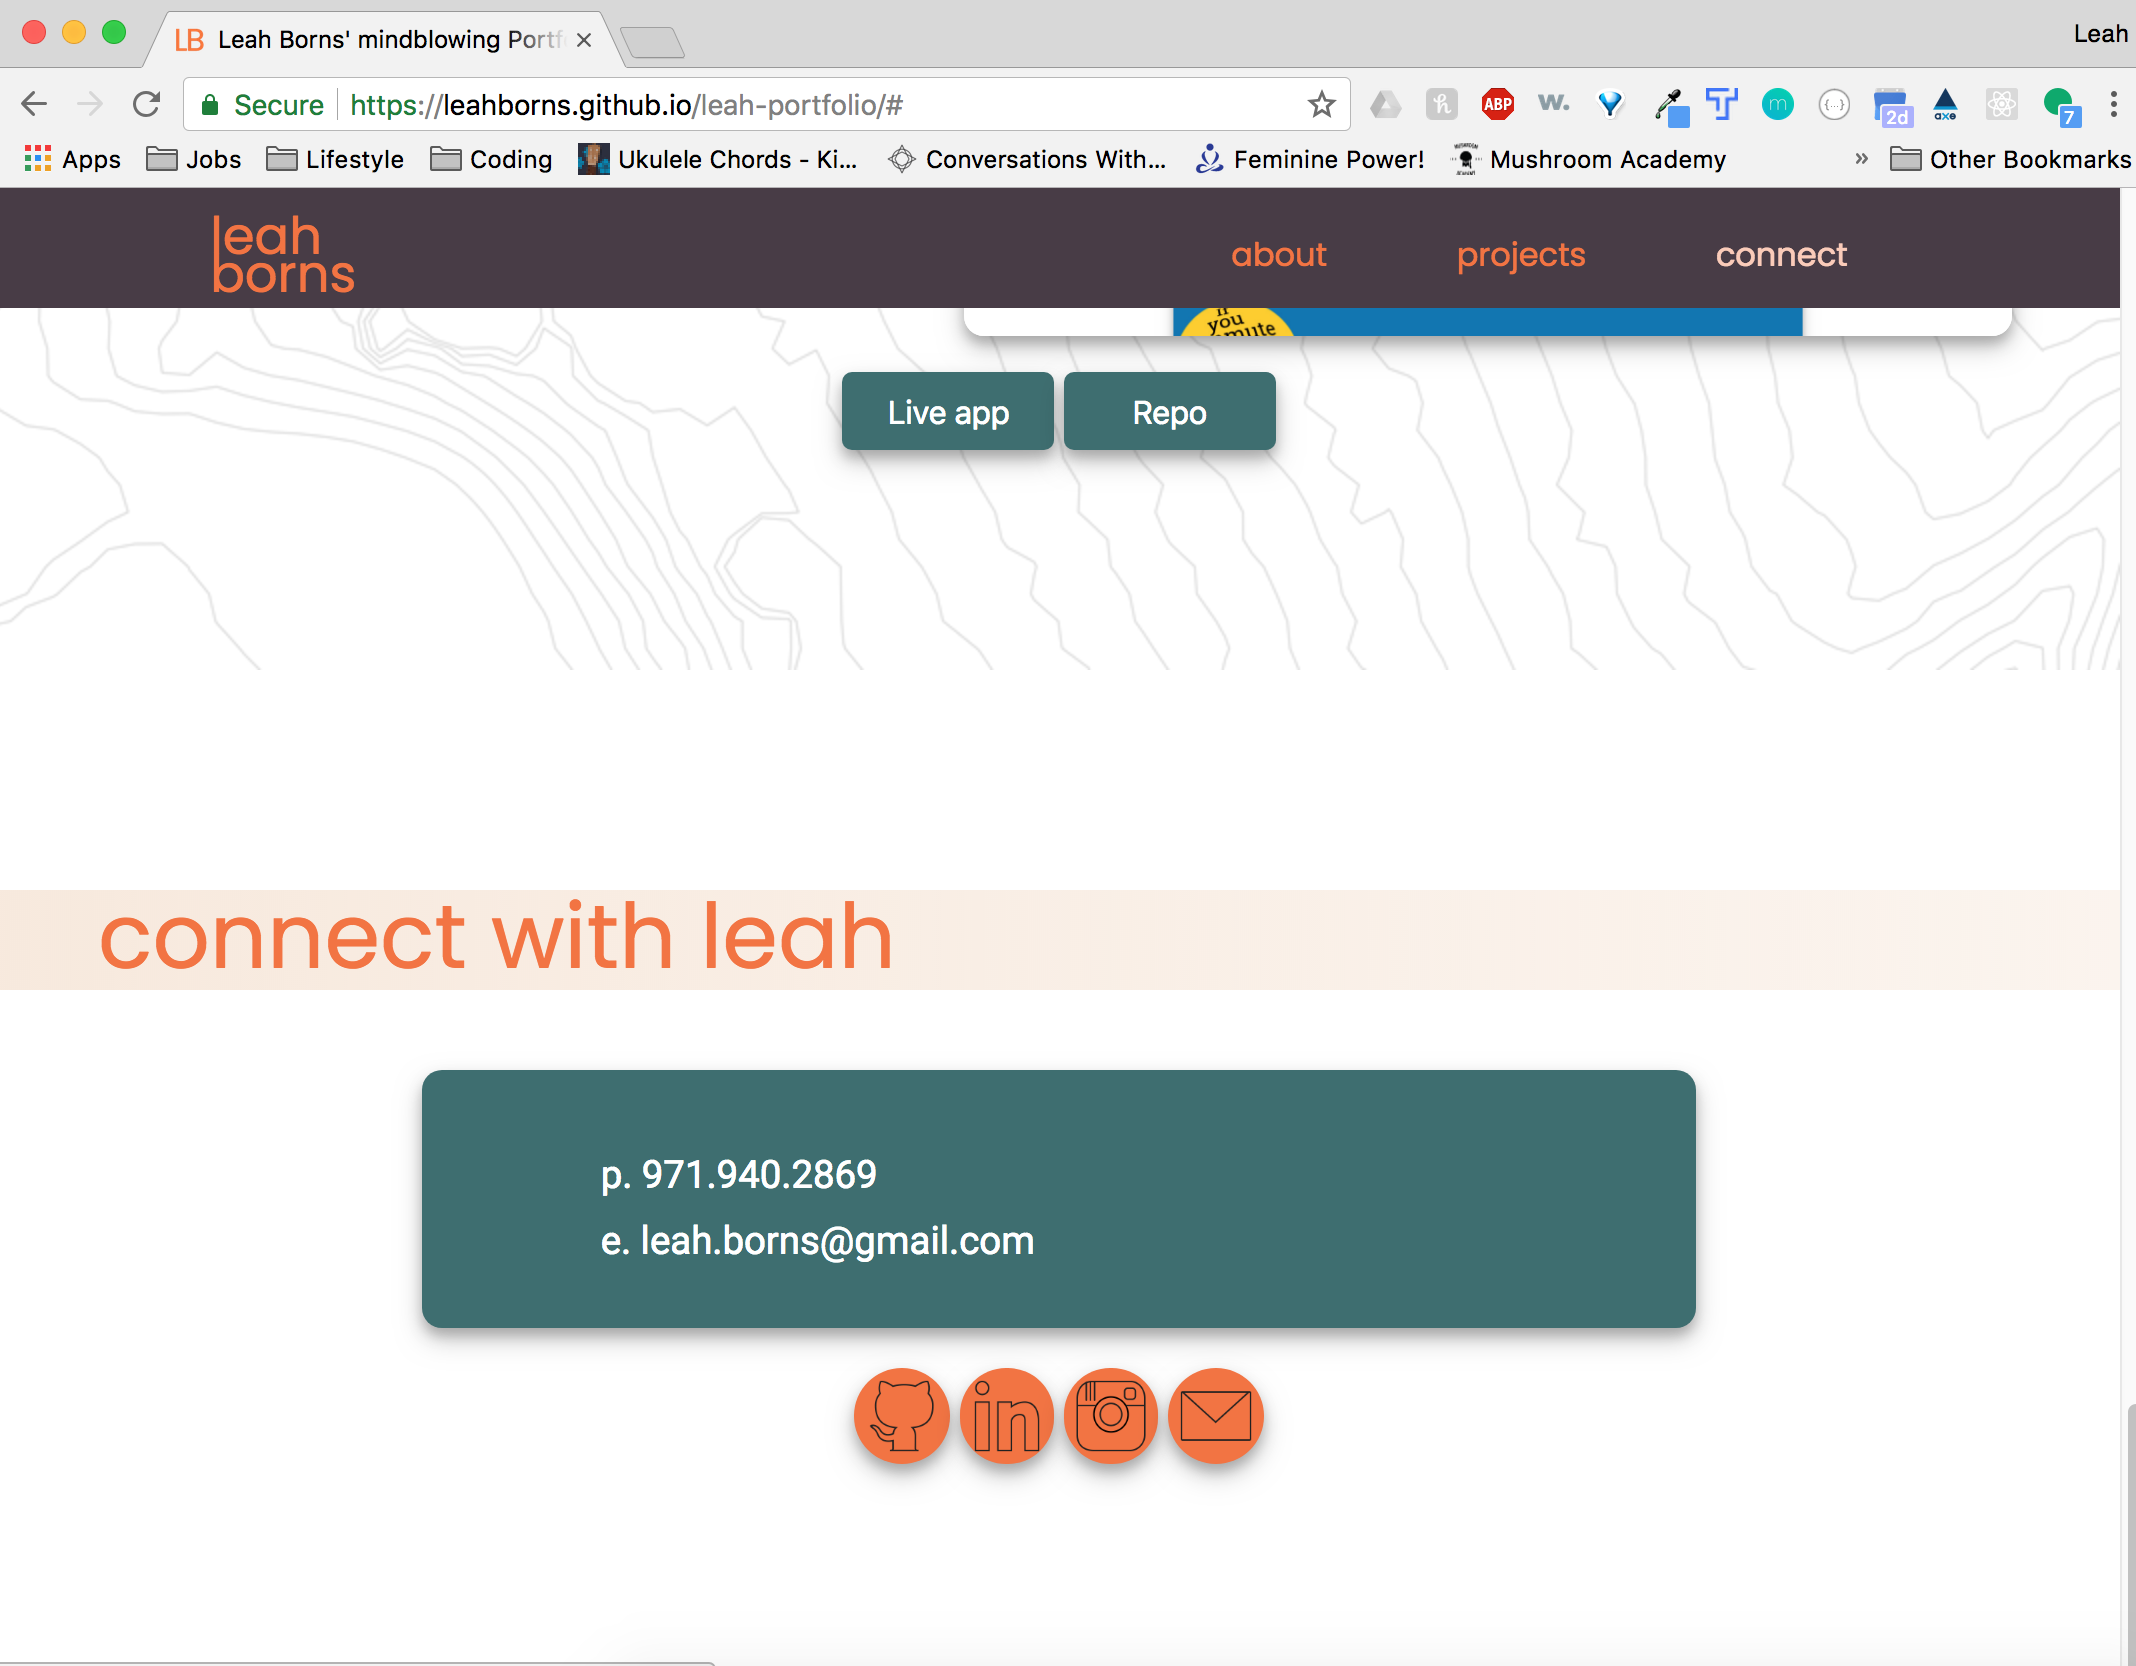 LB Leah Borns' mindblowing Portf
Leah
Secure https://leahborns.github.io/leah-portfolio/#
ABP w. T m {...} 2d axe 7
Apps Jobs Lifestyle Coding Ukulele Chords - Ki... Conversations With... Feminine Power! Mushroom Academy » Other Bookmarks
leah
borns
about projects connect
you
mute
Live app Repo
connect with leah
p. 971.940.2869
e. leah.borns@gmail.com
in